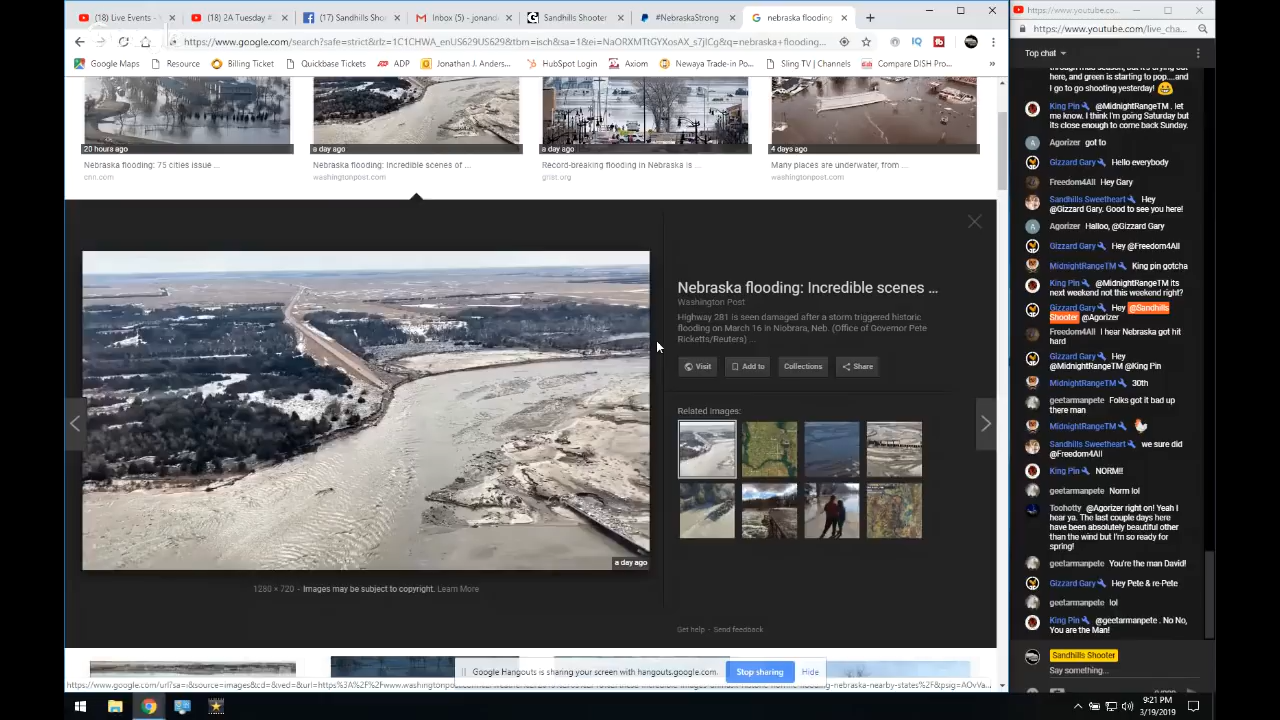 (18) Live Events - Y
(18) 2A Tuesday #
(17) Sandhills Shoo
Inbox (5) - jonand
Sandhills Shooter
#NebraskaStrong
nebraska flooding
https://www.google.com/search?safe=strict&
flooding...
Google Maps
Resource
Billing Ticket
Quickbase Tickets
ADP
Jonathan J. Anders...
HubSpot Login
Axiom
Newaya Trade-in Po...
Sling TV | Channels
Compare DISH Pro...
20 hours ago
a day ago
a day ago
4 days ago
Nebraska flooding: 75 cities issue ...
cnn.com
Nebraska flooding: Incredible scenes of ...
washingtonpost.com
Record-breaking flooding in Nebraska is ...
grist.org
Many places are underwater, from ...
washingtonpost.com
Nebraska flooding: Incredible scenes ...
Washington Post
Highway 281 is seen damaged after a storm triggered historic
flooding on March 16 in Niobrara, Neb. (Office of Governor Pete
Ricketts/Reuters) ...
Visit
Add to
Collections
Share
Related images:
a day ago
1280 × 720 - Images may be subject to copyright. Learn More
Get help - Send feedback
Google Hangouts is sharing your screen with hangouts.google.com.
Stop sharing
Hide
https://www.youtube.co...
https://www.youtube.com/live_cha...
Top chat
through mud season, but it's drying out
here, and green is starting to pop....and
I go to go shooting yesterday!
King Pin @MidnightRangeTM . let
me know. I think I'm going Saturday but
its close enough to come back Sunday.
Agorizer got to
Gizzard Gary Hello everybody
Freedom4All Hey Gary
Sandhills Sweetheart Hey
@Gizzard Gary. Good to see you here!
Agorizer Halloo, @Gizzard Gary
Gizzard Gary Hey @Freedom4All
MidnightRangeTM King pin gotcha
King Pin @MidnightRangeTM its
next weekend not this weekend right?
Gizzard Gary Hey @Sandhills
Shooter @Agorizer
Freedom4All I hear Nebraska got hit
hard
Gizzard Gary Hey
@MidnightRangeTM @King Pin
MidnightRangeTM 30th
geetarmanpete Folks got it bad up
there man
MidnightRangeTM
Sandhills Sweetheart we sure did
@Freedom4All
King Pin NORM!!
geetarmanpete Norm lol
Toohotty @Agorizer right on! Yeah I
hear ya. The last couple days here
have been absolutely beautiful other
than the wind but I'm so ready for
spring!
geetarmanpete You're the man David!
Gizzard Gary Hey Pete & re-Pete
geetarmanpete lol
King Pin @geetarmanpete . No No,
You are the Man!
Sandhills Shooter
Say something...
9:21 PM
3/19/2019